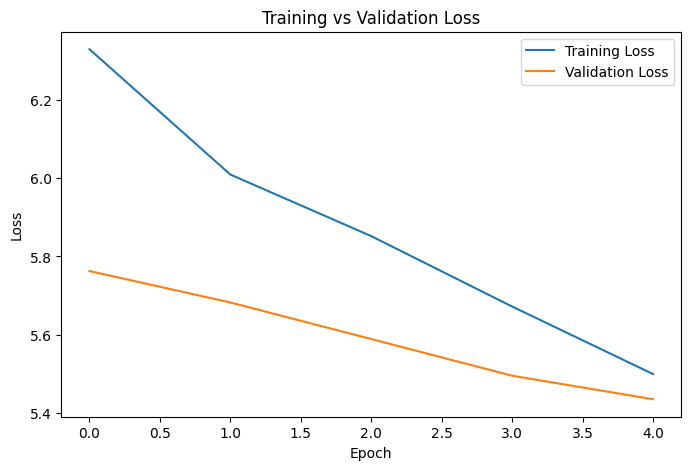 Training vs Validation Loss
Training Loss
Validation Loss
Loss
6.2
6.0
5.8
5.6
5.4
0.0 0.5 1.0 1.5 2.0 2.5 3.0 3.5 4.0
Epoch